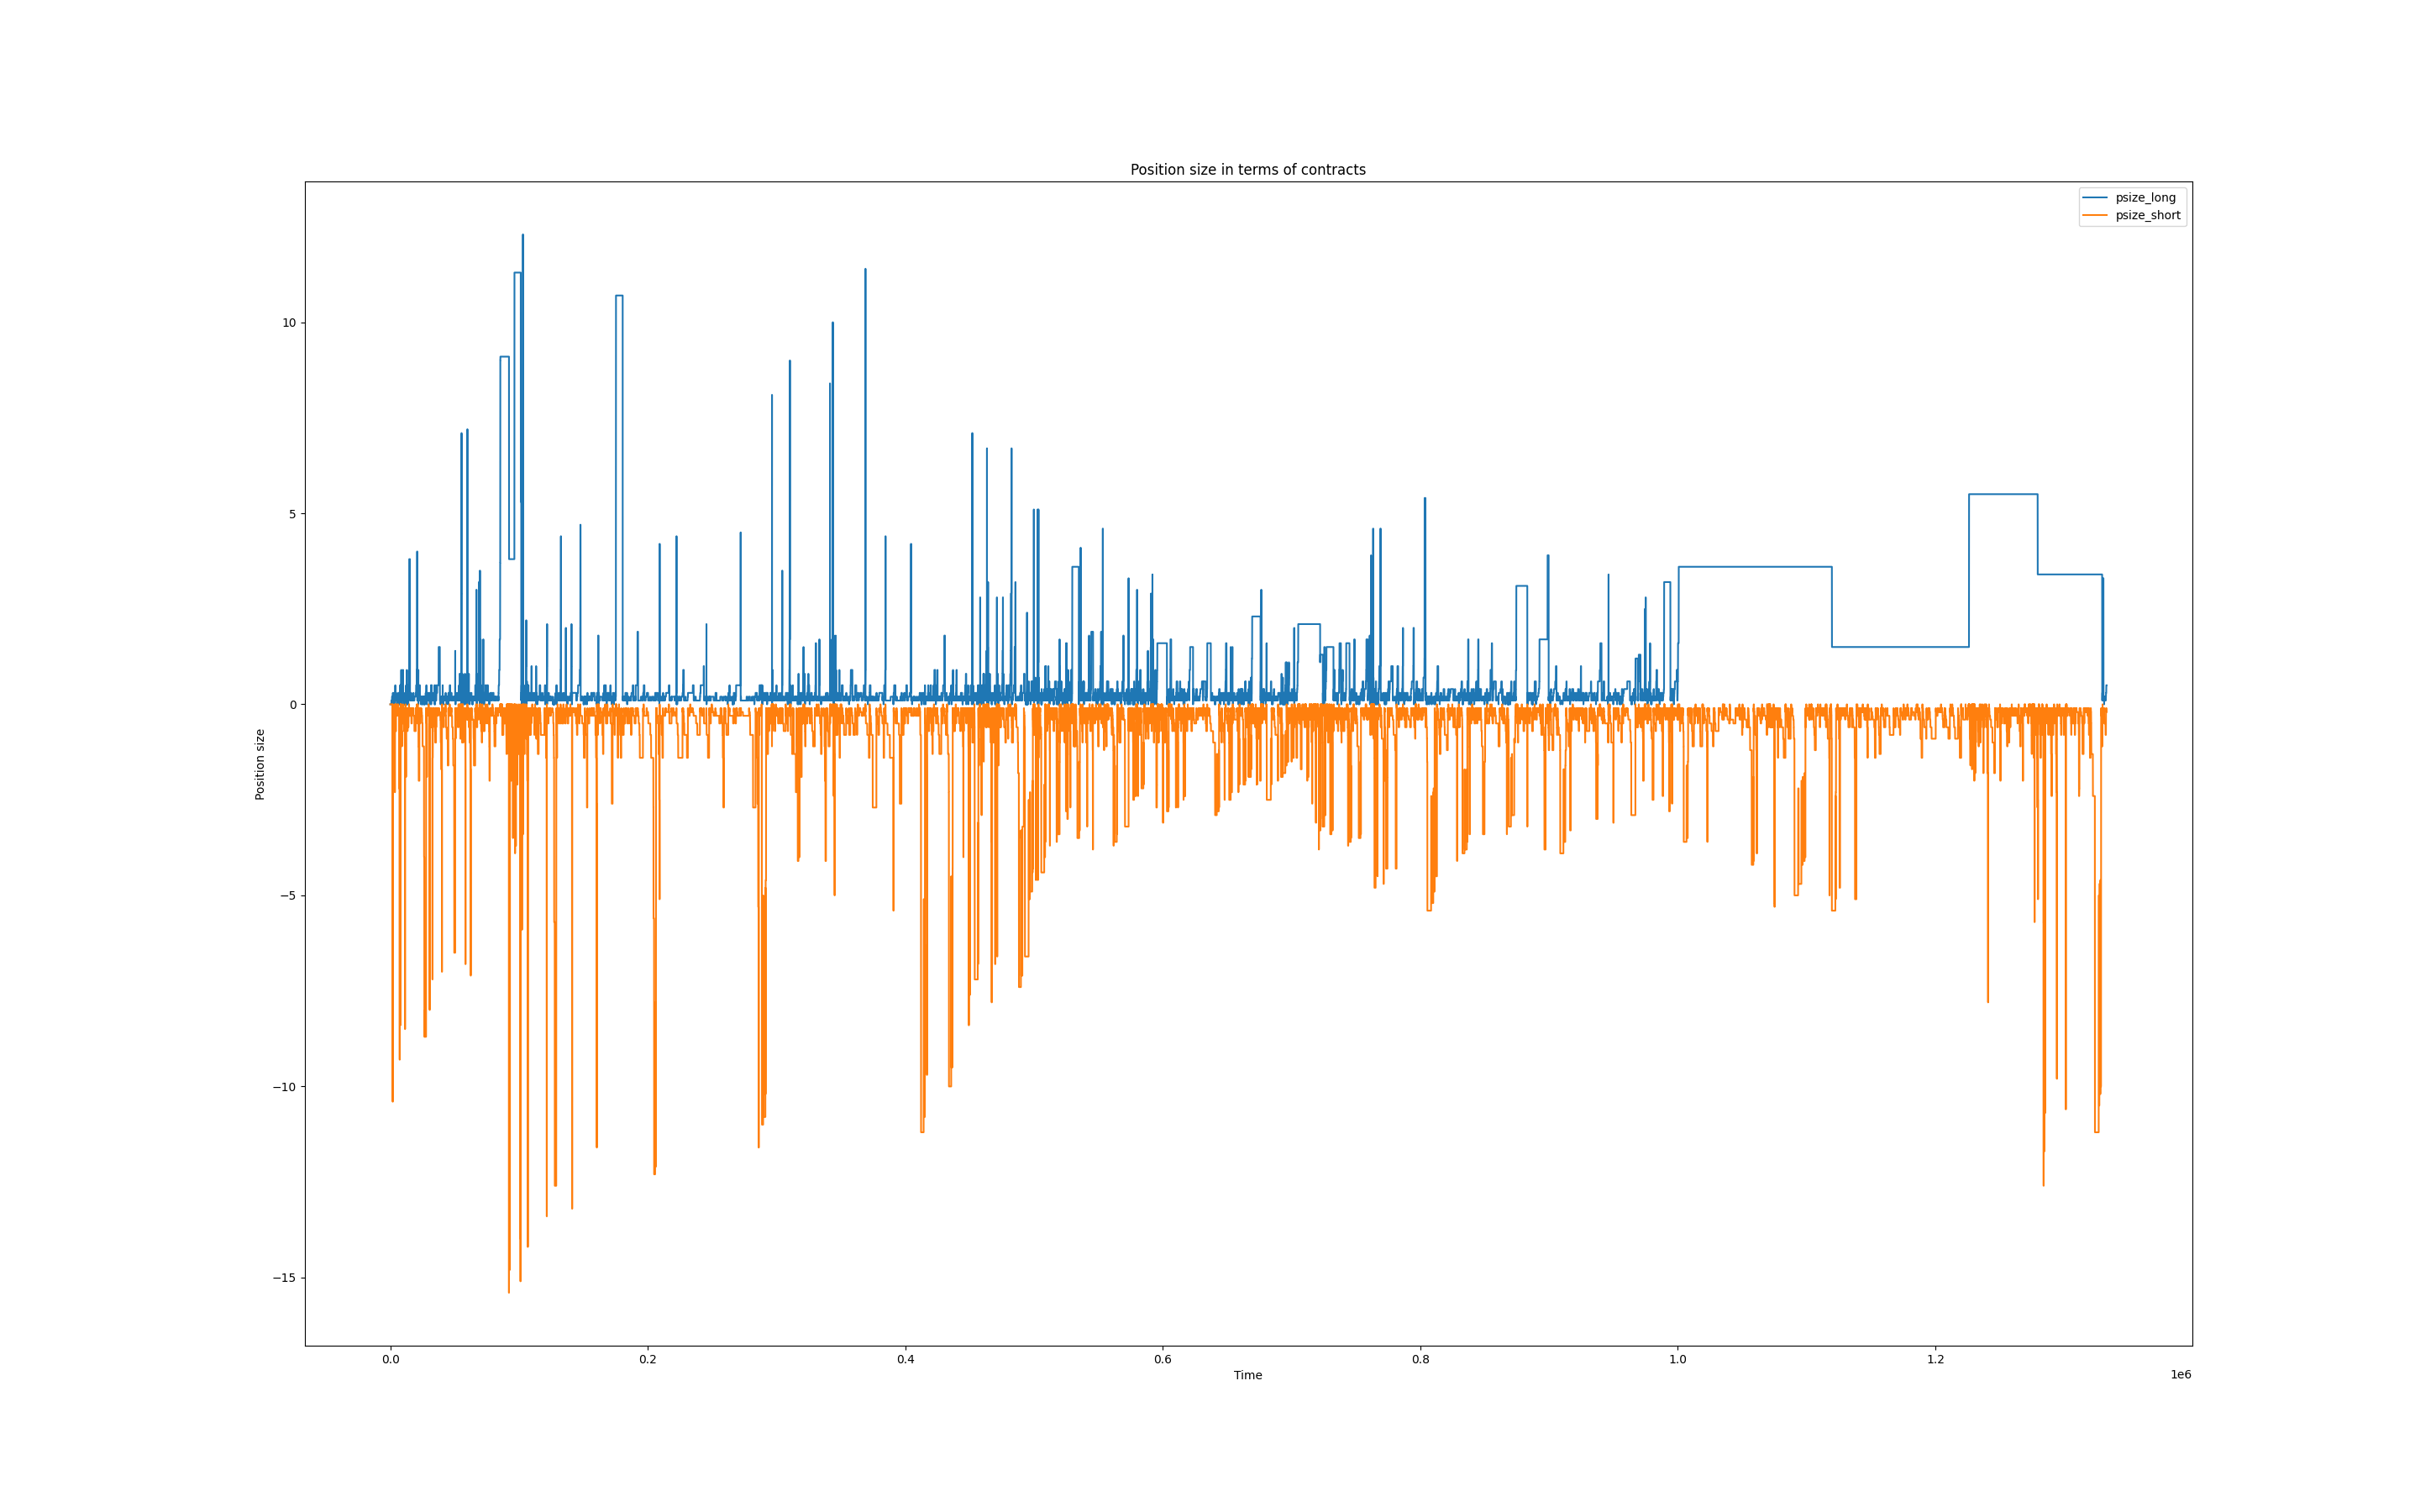 Position size in terms of contracts
psize_long
psize_short
10
5
0
−5
−10
−15
Position size
0.0
0.2
0.4
0.6
0.8
1.0
1.2
1e6
Time